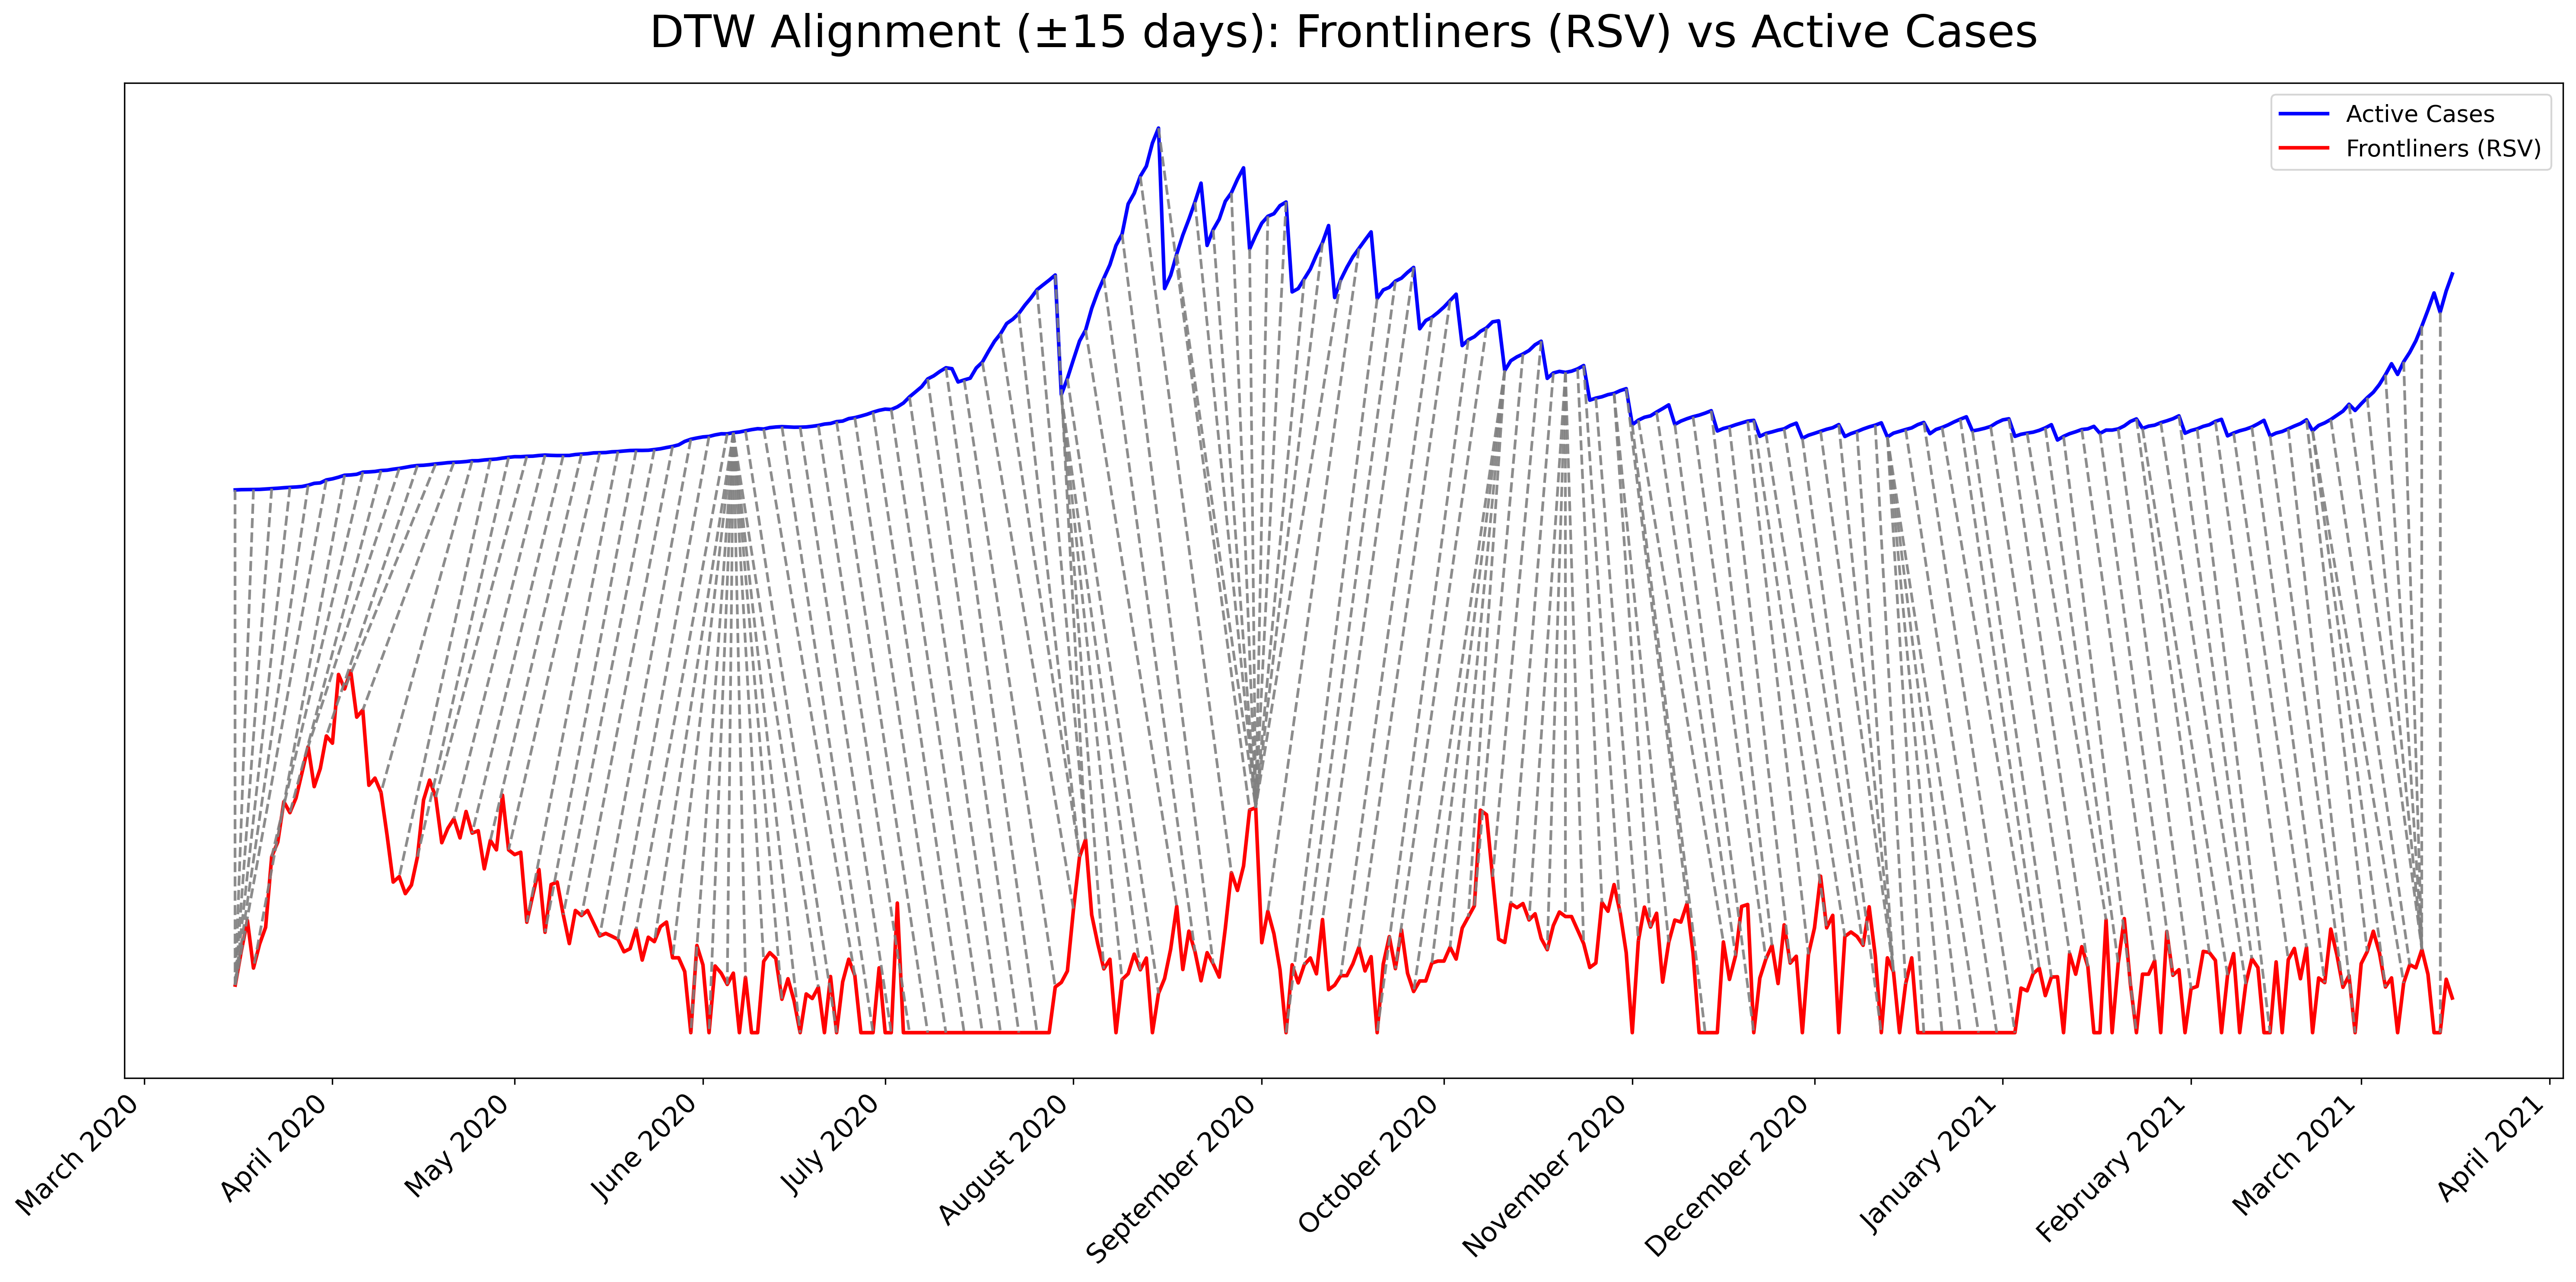 DTW Alignment (±15 days): Frontliners (RSV) vs Active Cases
Active Cases
Frontliners (RSV)
March 2020
April 2020
May 2020
June 2020
July 2020
August 2020
September 2020
October 2020
November 2020
December 2020
January 2021
February 2021
March 2021
April 2021